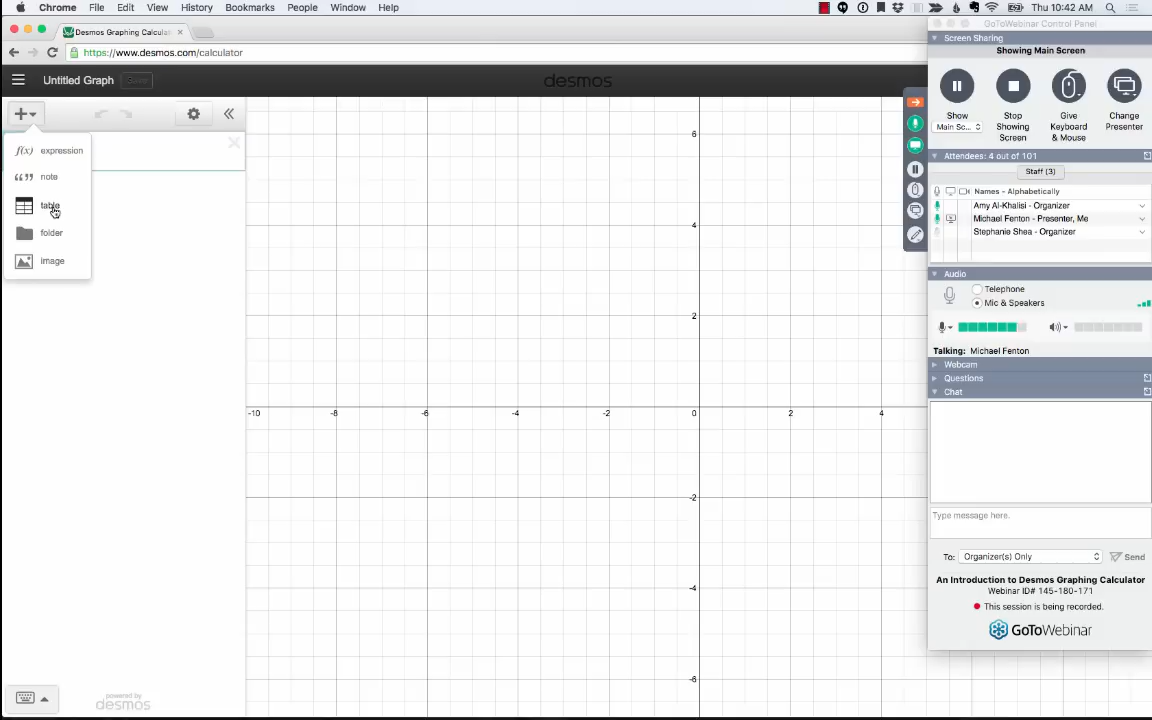 Chrome File Edit View History Bookmarks People Window Help Thu 10:42 AM
Desmos Graphing Calculat
https://www.desmos.com/calculator
Untitled Graph Save desmos
f(x) expression
note
table
folder
image
6
4
2
-10 -8 -6 -4 -2 0 2 4
-2
-4
-6
powered by
desmos
GoToWebinar Control Panel
Screen Sharing
Showing Main Screen
Show
Main Sc...
Stop
Showing
Screen
Give
Keyboard
& Mouse
Change
Presenter
Attendees: 4 out of 101
Staff (3)
Names - Alphabetically
Amy Al-Khalisi - Organizer
Michael Fenton - Presenter, Me
Stephanie Shea - Organizer
Audio
Telephone
Mic & Speakers
Talking: Michael Fenton
Webcam
Questions
Chat
Type message here.
To: Organizer(s) Only Send
An Introduction to Desmos Graphing Calculator
Webinar ID# 145-180-171
This session is being recorded.
GoToWebinar